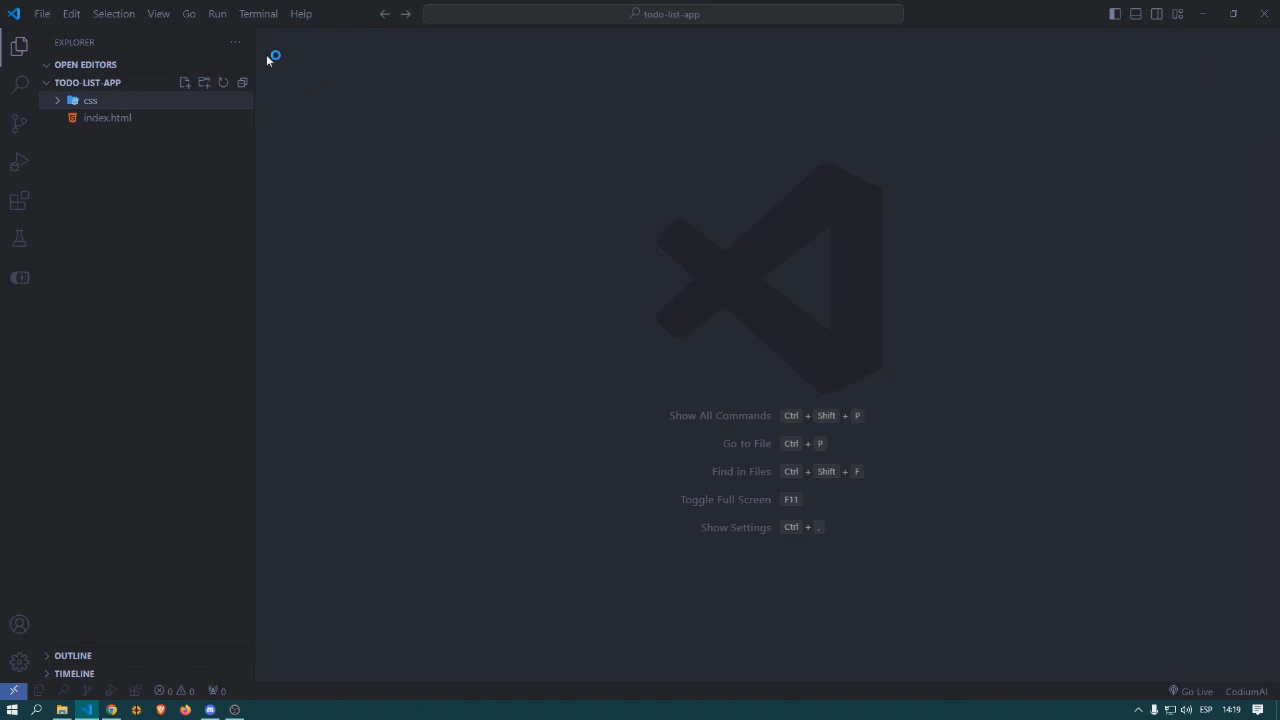 File Edit Selection View Go Run Terminal Help
todo-list-app
EXPLORER
OPEN EDITORS
TODO-LIST-APP
css
index.html
Show All Commands Ctrl + Shift + P
Go to File Ctrl + P
Find in Files Ctrl + Shift + F
Toggle Full Screen F11
Show Settings Ctrl + .
OUTLINE
TIMELINE
0 0 0 Go Live CodiumAI
ESP 14:19